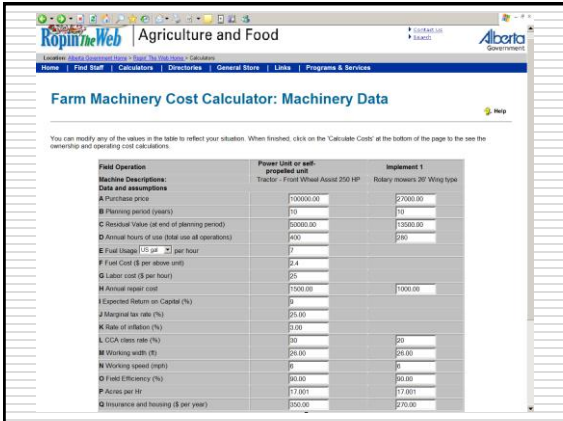 Ropin The Web | Agriculture and Food
Contact us
Search
Alberta
Government
Location: Alberta Government Home > Ropin' The Web Home > Calculators
Home | Find Staff | Calculators | Directories | General Store | Links | Programs & Services
Farm Machinery Cost Calculator: Machinery Data
Help
You can modify any of the values in the table to reflect your situation. When finished, click on the 'Calculate Costs' at the bottom of the page to the see the
ownership and operating cost calculations.
Field Operation Power Unit or self-propelled unit Implement 1
Machine Descriptions: Tractor - Front Wheel Assist 250 HP Rotary mowers 26' Wing type
Data and assumptions
A Purchase price 100000.00 27000.00
B Planning period (years) 10 10
C Residual Value (at end of planning period) 50000.00 13500.00
D Annual hours of use (total use all operations) 400 260
E Fuel Usage US gal per hour 7
F Fuel Cost ($ per above unit) 2.4
G Labor cost ($ per hour) 25
H Annual repair cost 1500.00 1000.00
I Expected Return on Capital (%) 9
J Marginal tax rate (%) 25.00
K Rate of inflation (%) 3.00
L CCA class rate (%) 30 20
M Working width (ft) 26.00 26.00
N Working speed (mph) 6 6
O Field Efficiency (%) 90.00 90.00
P Acres per Hr 17.001 17.001
Q Insurance and housing ($ per year) 350.00 270.00